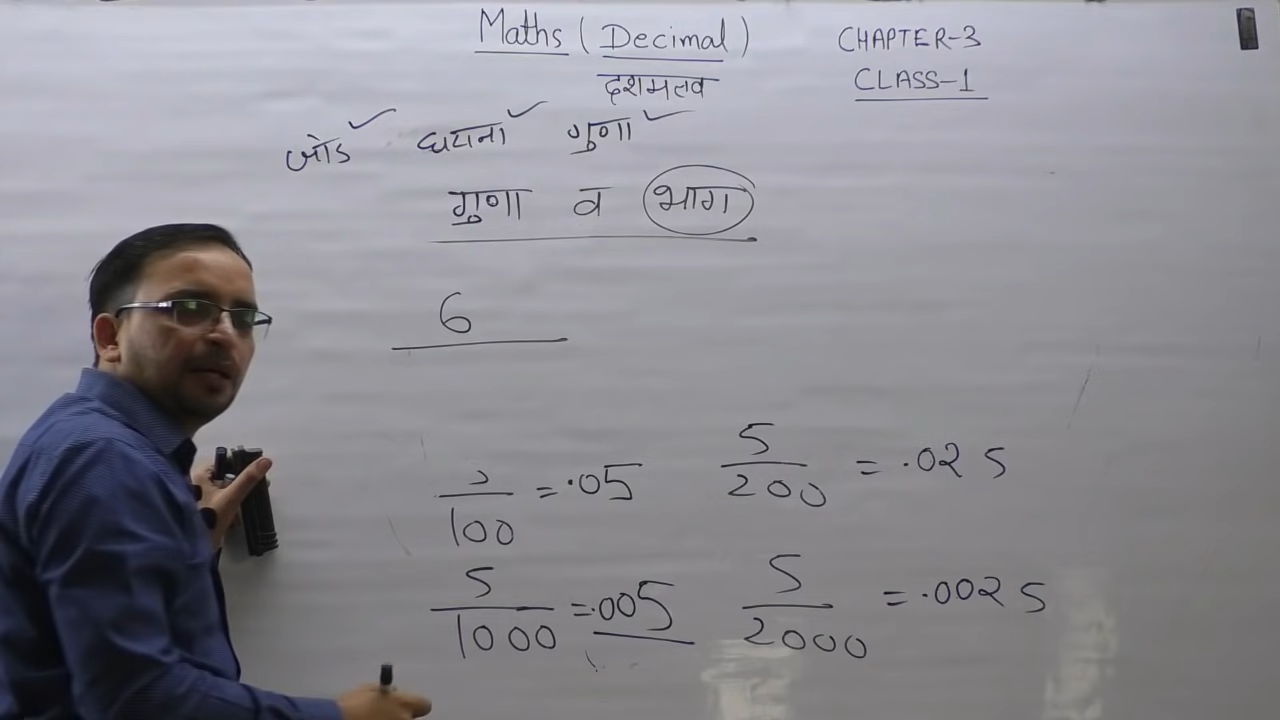 Maths (Decimal)
CHAPTER-3
दशमलव
CLASS-1
जोड घटाना गुणा
गुणा व भाग
6
/100 = .05
5/200 = .025
5/1000 = .005
5/2000 = .0025